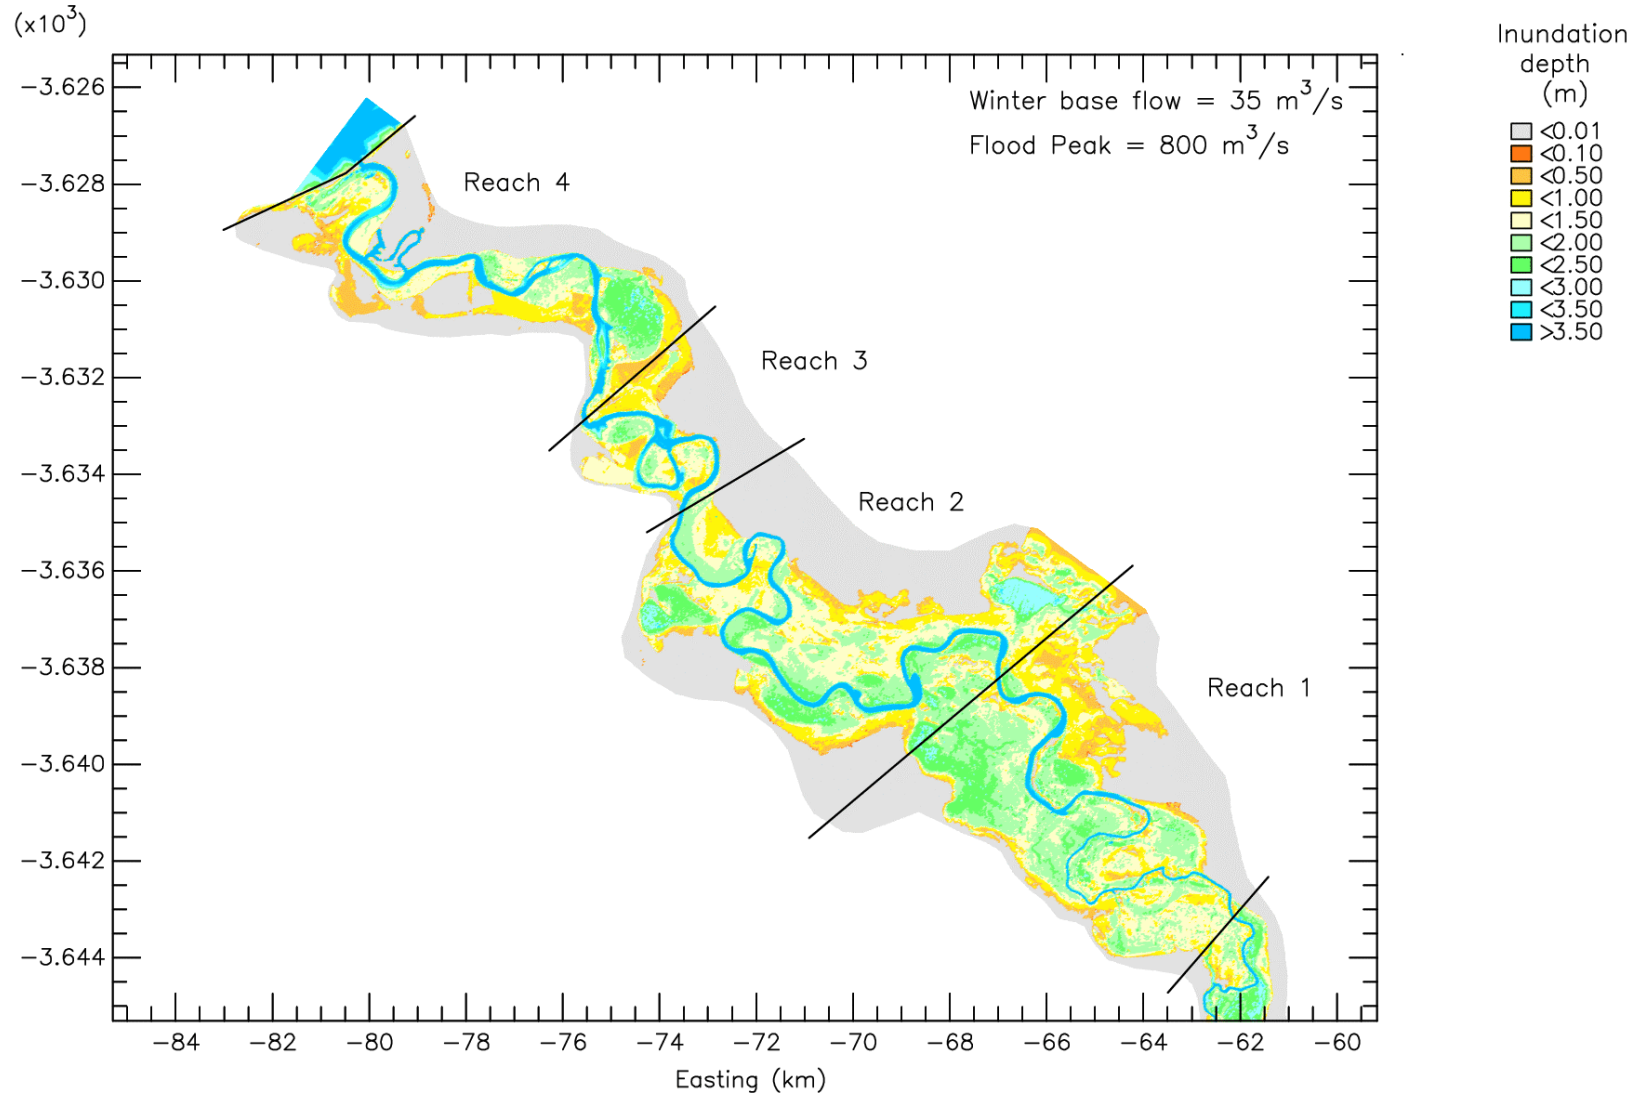 (x10³)
−3.626
−3.628
−3.630
−3.632
−3.634
−3.636
−3.638
−3.640
−3.642
−3.644
Winter base flow = 35 m³/s
Flood Peak = 800 m³/s
Reach 4
Reach 3
Reach 2
Reach 1
−84 −82 −80 −78 −76 −74 −72 −70 −68 −66 −64 −62 −60
Easting (km)
Inundation
depth
(m)
<0.01
<0.10
<0.50
<1.00
<1.50
<2.00
<2.50
<3.00
<3.50
>3.50